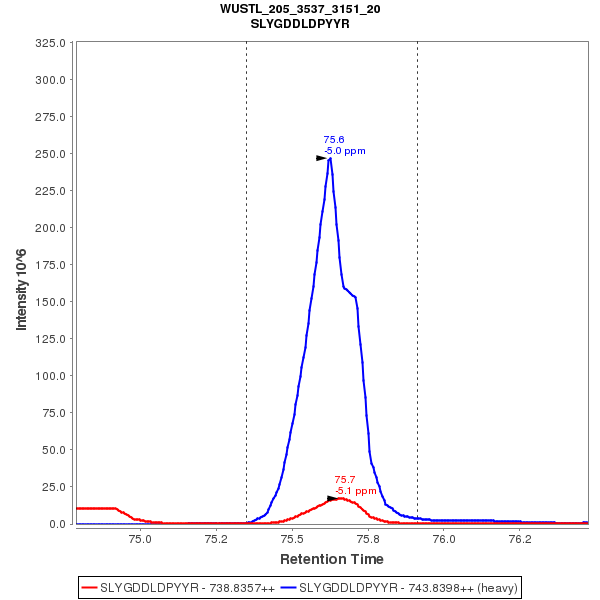 WUSTL_205_3537_3151_20
SLYGDDLDPYYR
Intensity 10^6
325.0
300.0
275.0
250.0
225.0
200.0
175.0
150.0
125.0
100.0
75.0
50.0
25.0
0.0
75.6
-5.0 ppm
75.7
-5.1 ppm
75.0
75.2
75.5
75.8
76.0
76.2
Retention Time
SLYGDDLDPYYR - 738.8357++
SLYGDDLDPYYR - 743.8398++ (heavy)